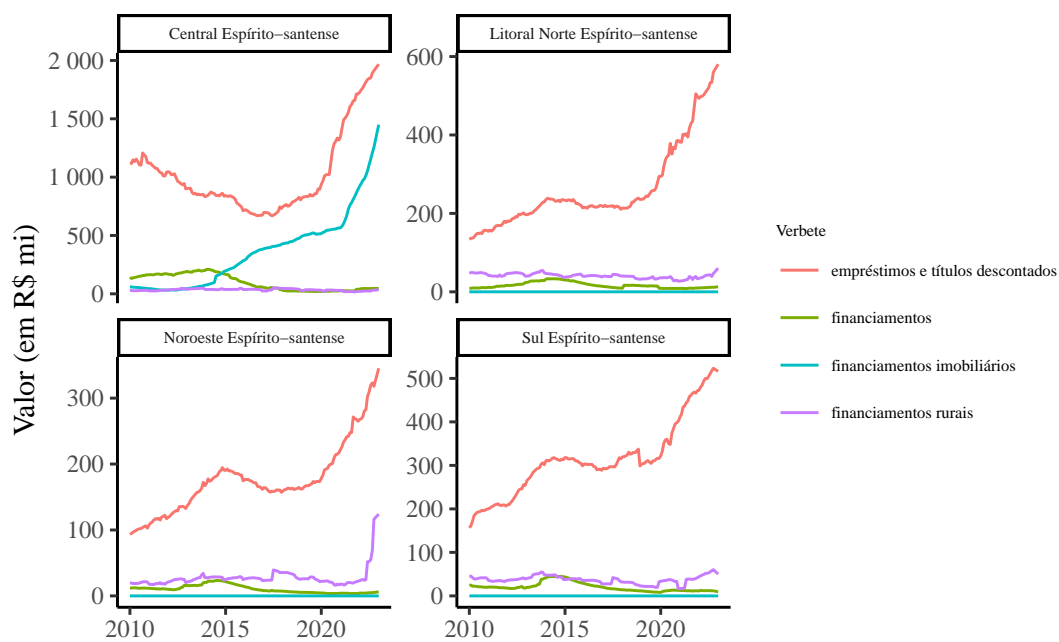 Central Espírito−santense
Litoral Norte Espírito−santense
2 000
1 500
1 000
500
0
600
400
200
0
Noroeste Espírito−santense
Sul Espírito−santense
300
200
100
0
500
400
300
200
100
0
2010
2015
2020
2010
2015
2020
Valor (em R$ mi)
Verbete
empréstimos e títulos descontados
financiamentos
financiamentos imobiliários
financiamentos rurais